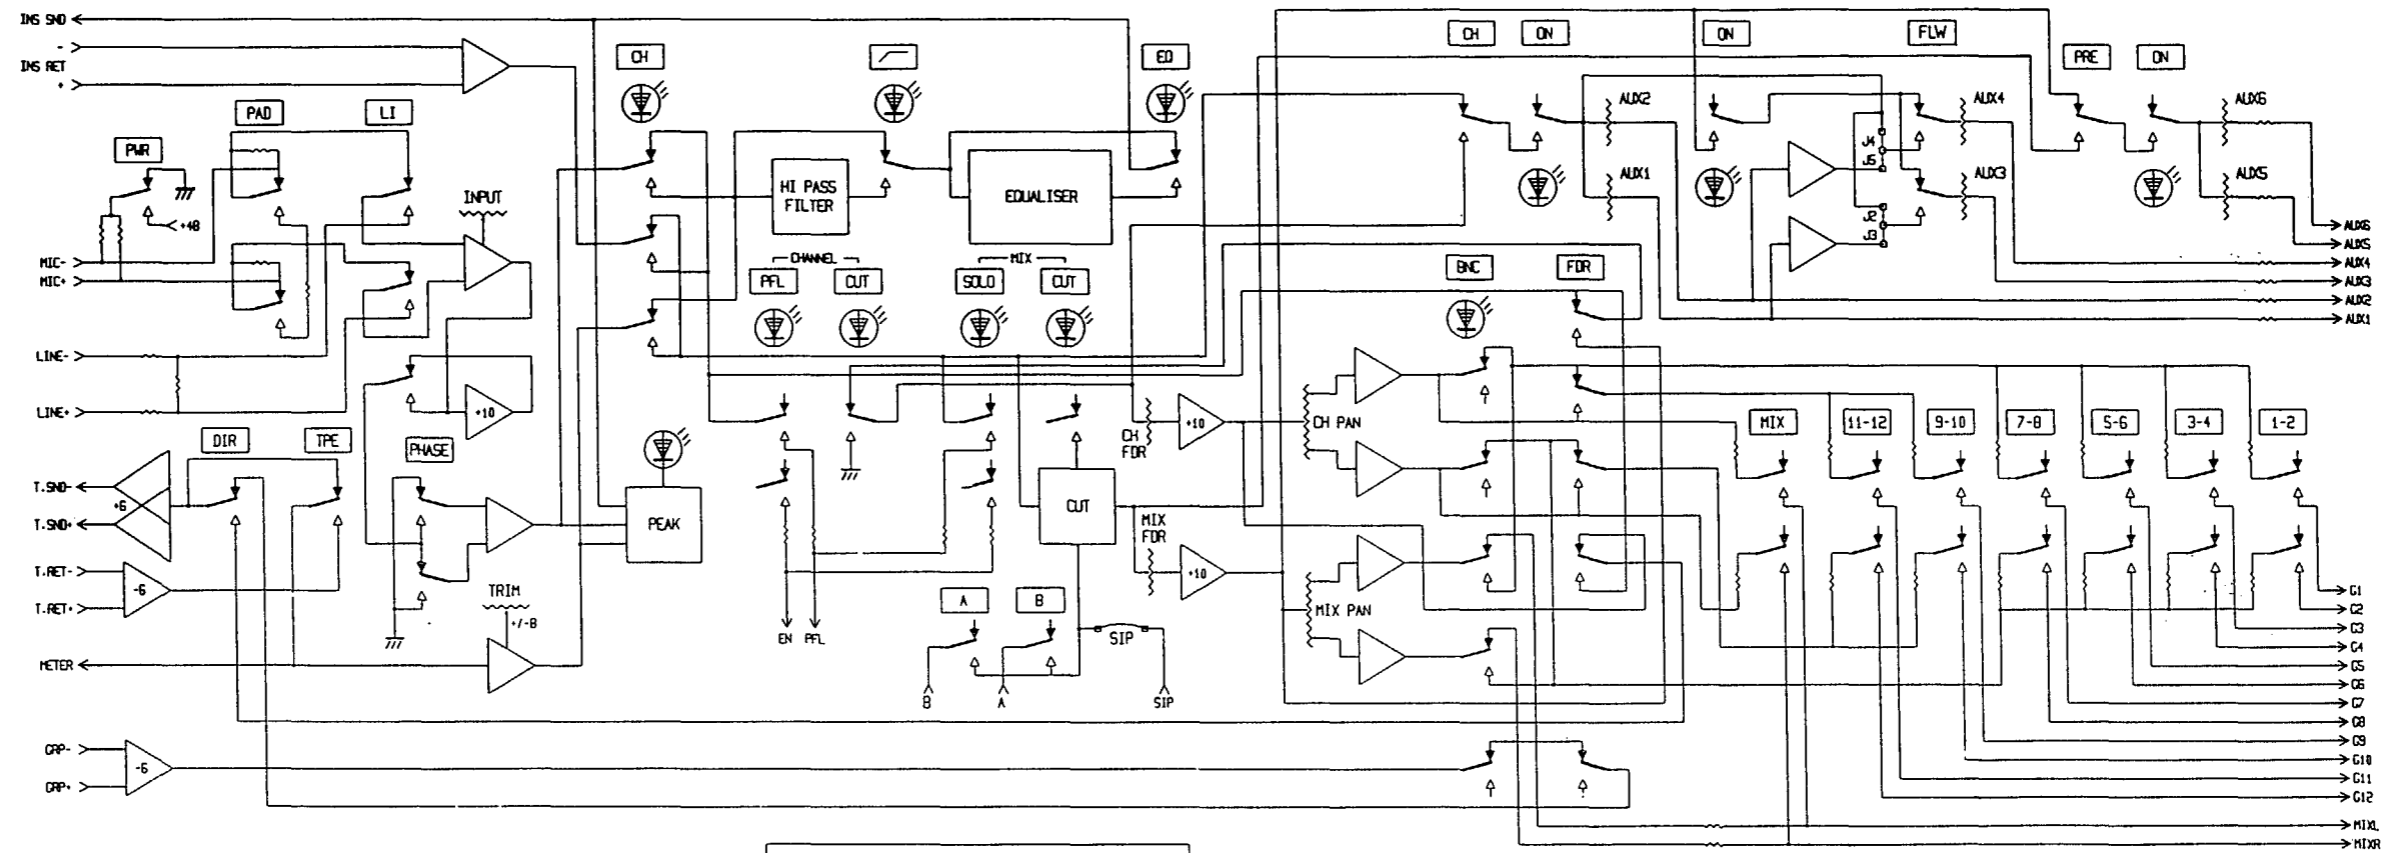 INS SND
-
INS RET
+
CH
EQ
CH
ON
ON
FLW
PRE
ON
PAD
LI
PWR
INPUT
+48
MIC-
MIC+
HI PASS
FILTER
EQUALISER
AUX2
AUX1
AUX4
AUX3
J4
J5
J2
J3
AUX6
AUX5
AUX6
AUX5
AUX4
AUX3
AUX2
AUX1
CHANNEL
MIX
PFL
CUT
SOLO
CUT
BNC
FDR
LINE-
LINE+
+10
DIR
TPE
PHASE
CH
FDR
+10
CH PAN
MIX
11-12
9-10
7-8
5-6
3-4
1-2
T.SND-
+6
T.SND+
PEAK
CUT
MIX
FDR
+10
MIX PAN
T.RET-
-6
T.RET+
TRIM
+/-8
EN
PFL
A
B
SIP
B
A
SIP
METER
GRP-
-6
GRP+
G1
G2
G3
G4
G5
G6
G7
G8
G9
G10
G11
G12
MIXL
MIXR